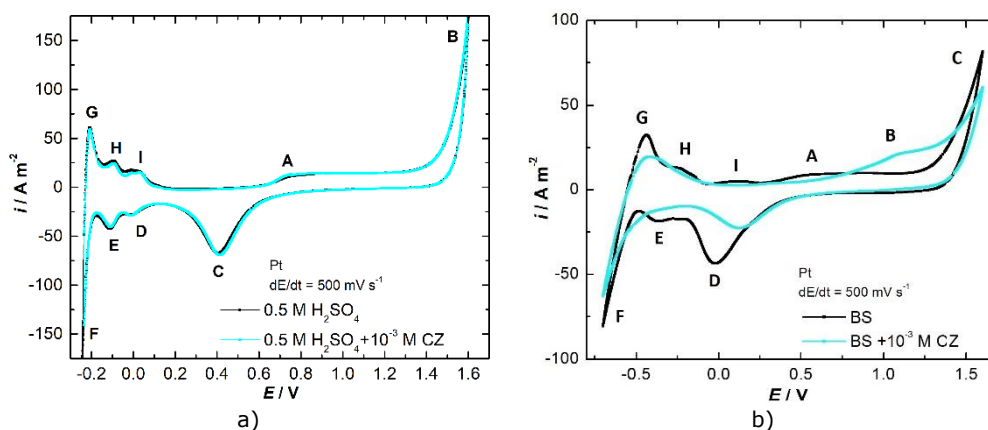 150
100
50
0
-50
-100
-150
i / A m⁻²
-0.2 0.0 0.2 0.4 0.6 0.8 1.0 1.2 1.4 1.6
E / V
G
H
I
A
B
E
D
C
F
Pt
dE/dt = 500 mV s⁻¹
0.5 M H₂SO₄
0.5 M H₂SO₄+10⁻³ M CZ
a)
100
50
0
-50
-100
i / A m⁻²
-0.5 0.0 0.5 1.0 1.5
E / V
G
H
I
A
B
C
E
D
F
Pt
dE/dt = 500 mV s⁻¹
BS
BS +10⁻³ M CZ
b)